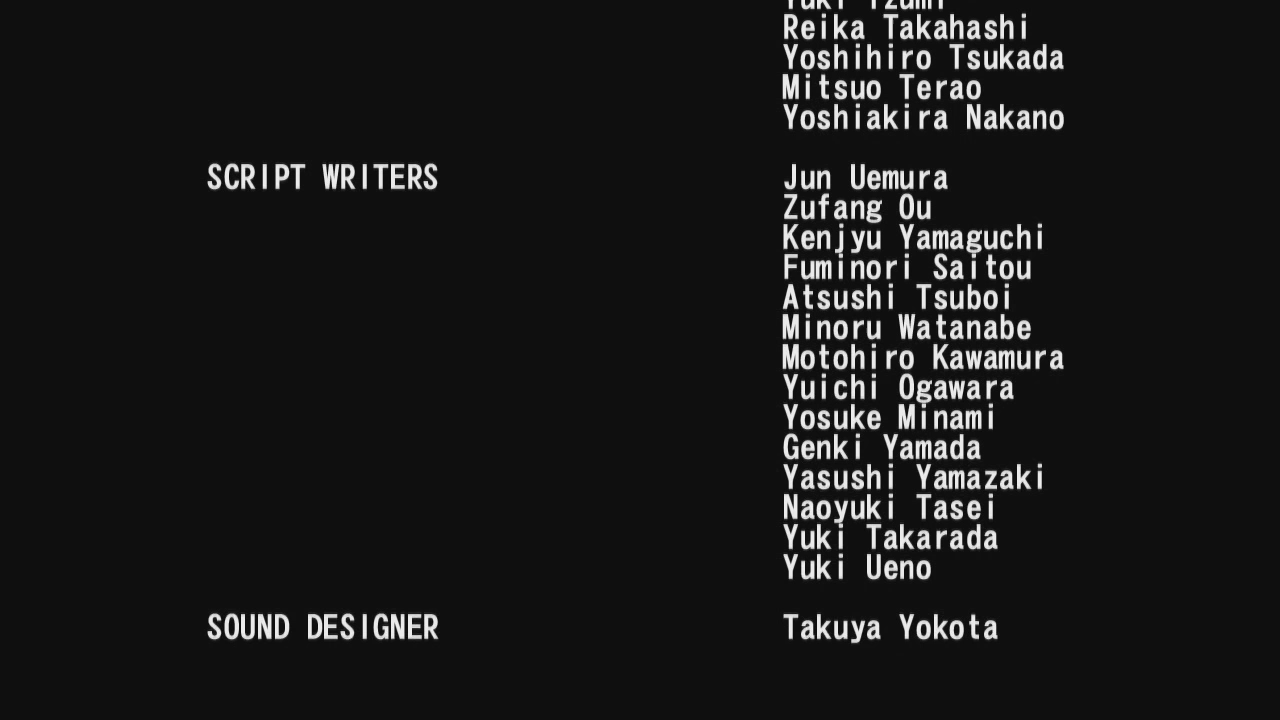 Yuki Izumi
Reika Takahashi
Yoshihiro Tsukada
Mitsuo Terao
Yoshiakira Nakano
SCRIPT WRITERS Jun Uemura
Zufang Ou
Kenjyu Yamaguchi
Fuminori Saitou
Atsushi Tsuboi
Minoru Watanabe
Motohiro Kawamura
Yuichi Ogawara
Yosuke Minami
Genki Yamada
Yasushi Yamazaki
Naoyuki Tasei
Yuki Takarada
Yuki Ueno
SOUND DESIGNER Takuya Yokota